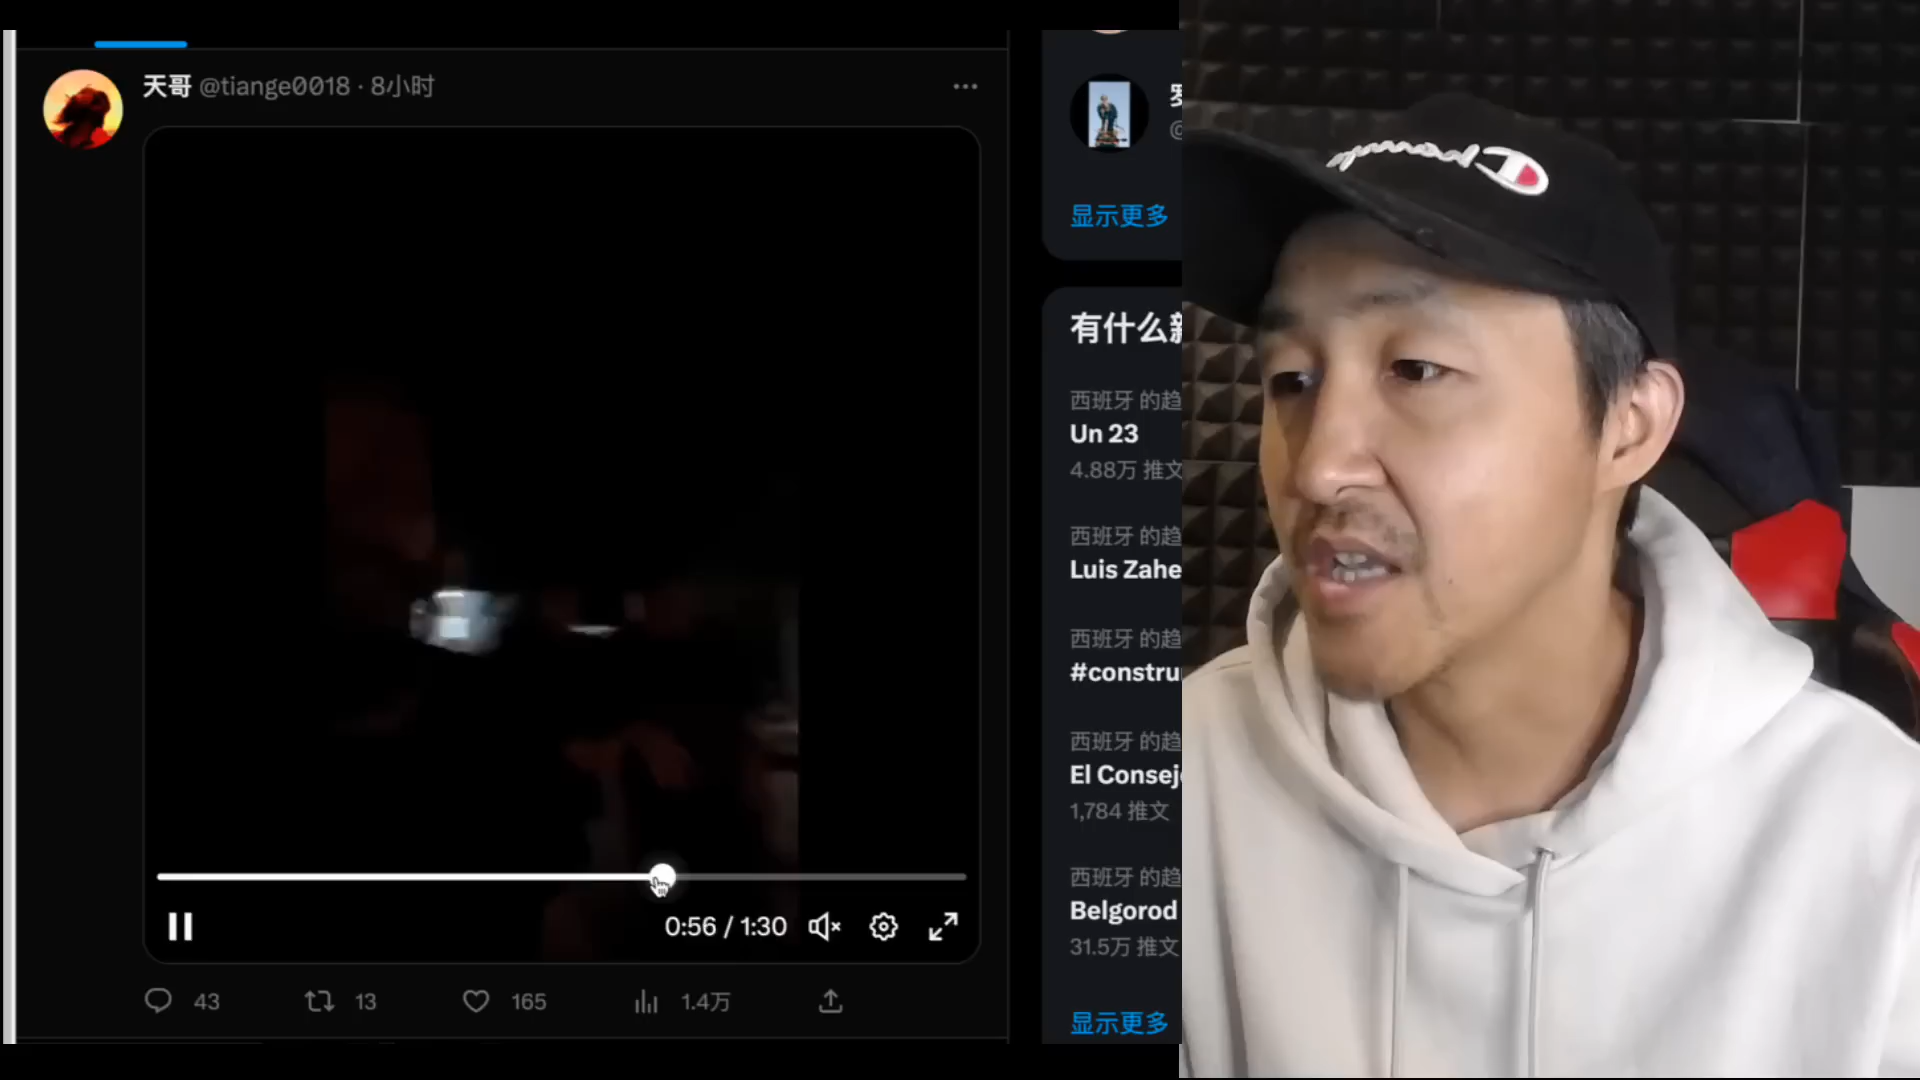 天哥 @tiange0018 · 8小时
0:56 / 1:30
43
13
165
1.4万
显示更多
有什么
西班牙 的趋
Un 23
4.88万 推文
西班牙 的趋
Luis Zahe
西班牙 的趋
#constru
西班牙 的趋
El Consej
1,784 推文
西班牙 的趋
Belgorod
31.5万 推文
显示更多
Champion